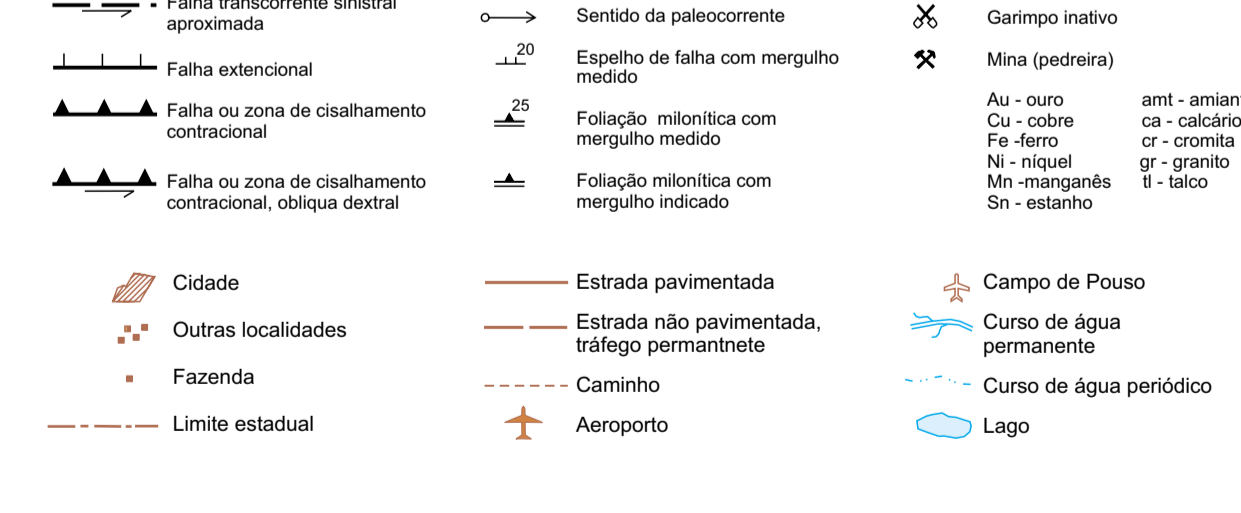 Falha transcorrente sinistral
aproximada
Falha extencional
Falha ou zona de cisalhamento
contracional
Falha ou zona de cisalhamento
contracional, obliqua dextral
Sentido da paleocorrente
20
Espelho de falha com mergulho
medido
25
Foliação milonítica com
mergulho medido
Foliação milonítica com
mergulho indicado
Garimpo inativo
Mina (pedreira)
Au - ouro
Cu - cobre
Fe -ferro
Ni - níquel
Mn -manganês
Sn - estanho
amt - amiant
ca - calcário
cr - cromita
gr - granito
tl - talco
Cidade
Outras localidades
Fazenda
Limite estadual
Estrada pavimentada
Estrada não pavimentada,
tráfego permantnete
Caminho
Aeroporto
Campo de Pouso
Curso de água
permanente
Curso de água periódico
Lago